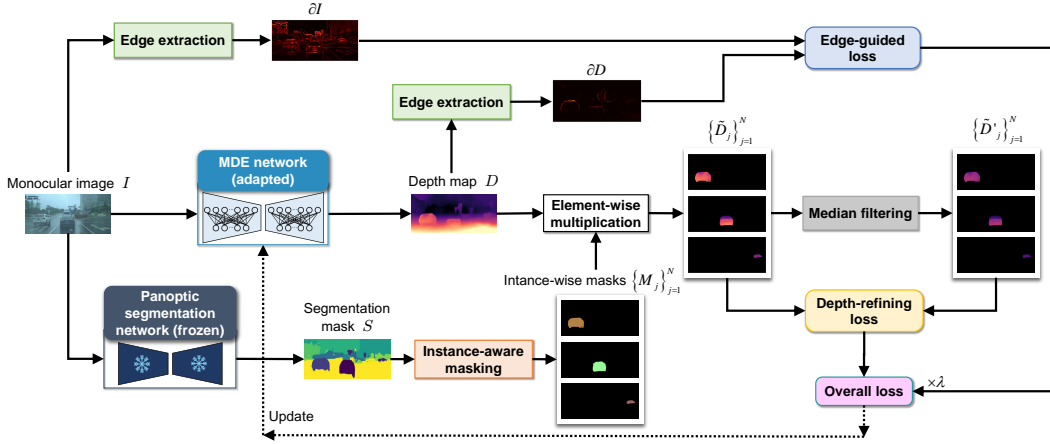 ∂I
Edge extraction
Edge-guided
loss
∂D
Edge extraction
{D̃_j}_{j=1}^N
{D̃'_j}_{j=1}^N
MDE network
(adapted)
Monocular image I
Depth map D
Element-wise
multiplication
Median filtering
Intance-wise masks {M_j}_{j=1}^N
Panoptic
segmentation
network (frozen)
Segmentation
mask S
Instance-aware
masking
Depth-refining
loss
Overall loss
×λ
Update